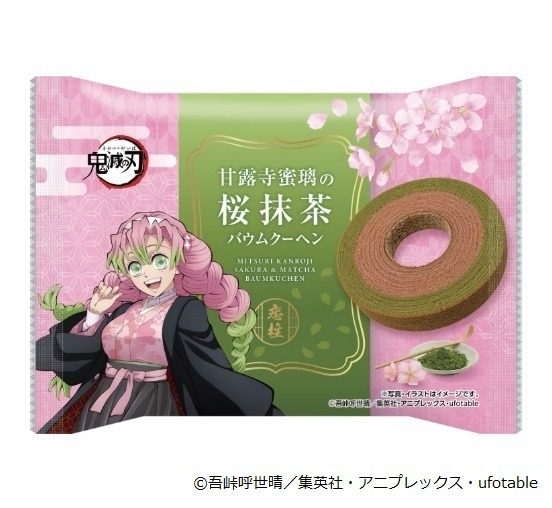 鬼滅の刃
甘露寺蜜璃の
桜抹茶
バウムクーヘン
MITSURI KANROJI
SAKURA & MATCHA
BAUMKUCHEN
恋柱
※写真・イラストはイメージです。
©吾峠呼世晴／集英社・アニプレックス・ufotable
©吾峠呼世晴／集英社・アニプレックス・ufotable